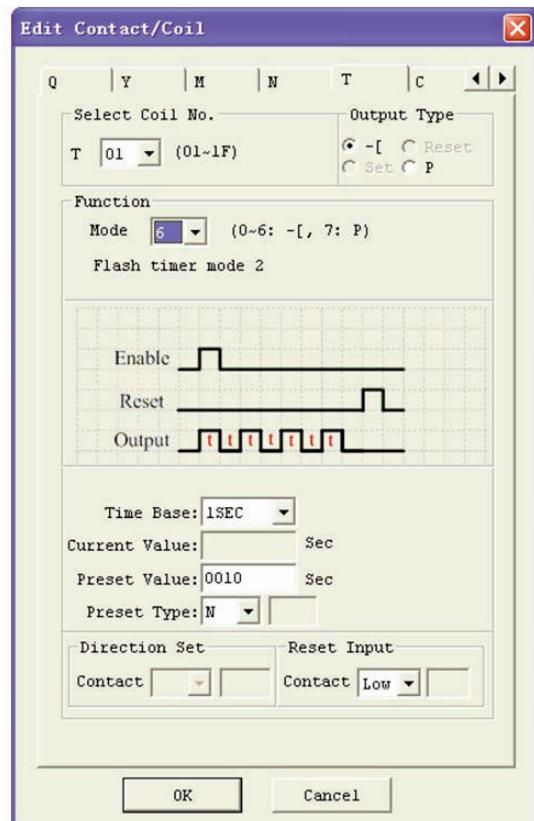 Edit Contact/Coil
Q Y M N T C
Select Coil No.
Output Type
T 01 (01~1F)
-[ Reset
Set P
Function
Mode 6 (0~6: -[, 7: P)
Flash timer mode 2
Enable
Reset
Output t t t t t t t
Time Base: 1SEC
Current Value: Sec
Preset Value: 0010 Sec
Preset Type: N
Direction Set
Reset Input
Contact
Contact Low
OK Cancel